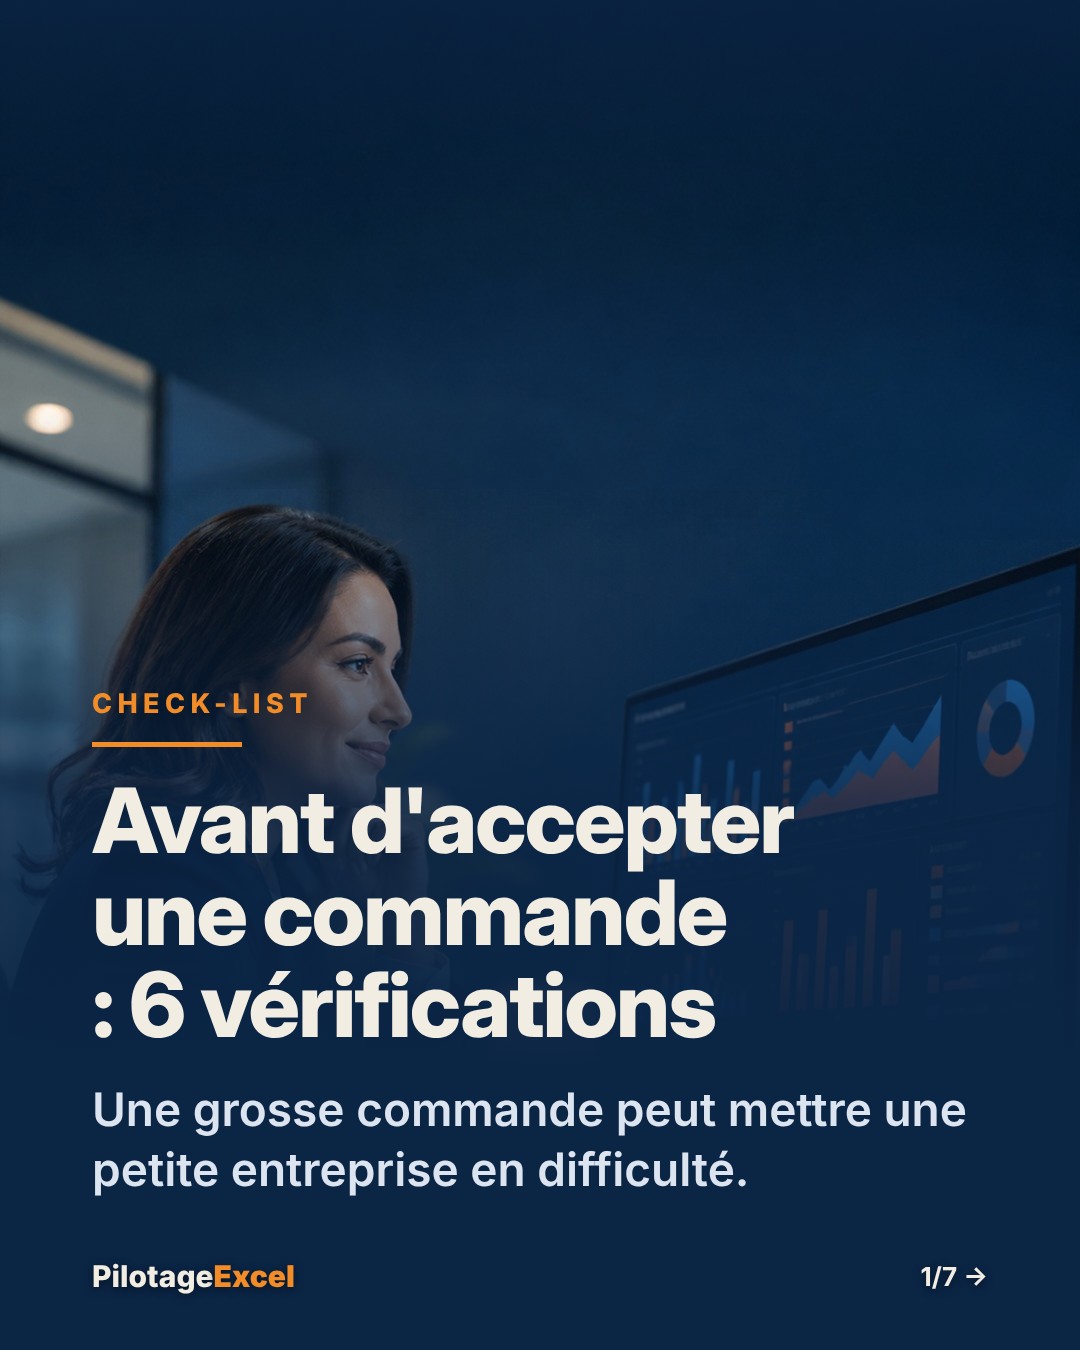 CHECK-LIST
Avant d'accepter
une commande
: 6 vérifications
Une grosse commande peut mettre une
petite entreprise en difficulté.
PilotageExcel
1/7 →